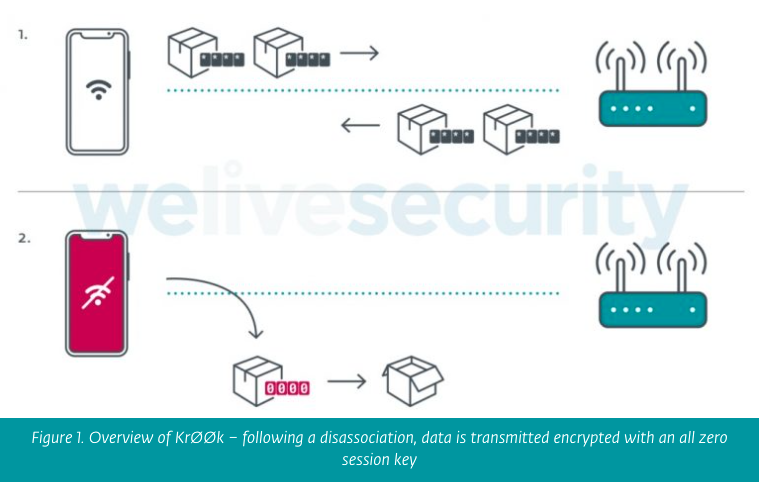 1.
welivesecurity
2.
0000
Figure 1. Overview of KrØØk – following a disassociation, data is transmitted encrypted with an all zero
session key